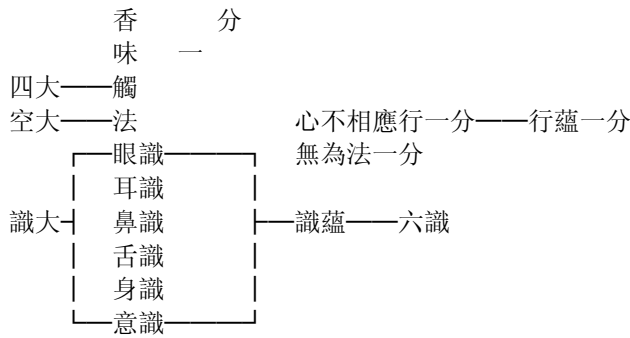 香 分
味 一
四大——觸
空大——法 心不相應行一分——行蘊一分
眼識 無為法一分
耳識
識大 鼻識 識蘊——六識
舌識
身識
意識